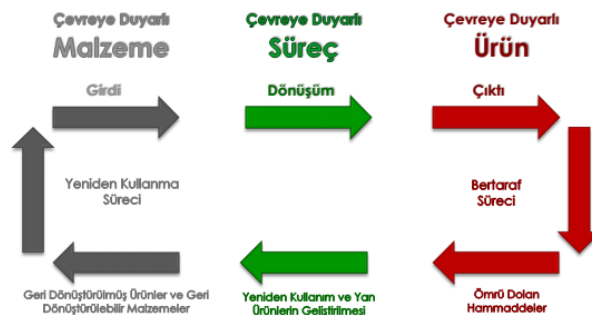 Çevreye Duyarlı
Malzeme
Çevreye Duyarlı
Süreç
Çevreye Duyarlı
Ürün
Girdi
Dönüşüm
Çıktı
Yeniden Kullanma
Süreci
Bertaraf
Süreci
Geri Dönüştürülmüş Ürünler ve Geri
Dönüştürülebilir Malzemeler
Yeniden Kullanım ve Yan
Ürünlerin Geliştirilmesi
Ömrü Dolan
Hammaddeler